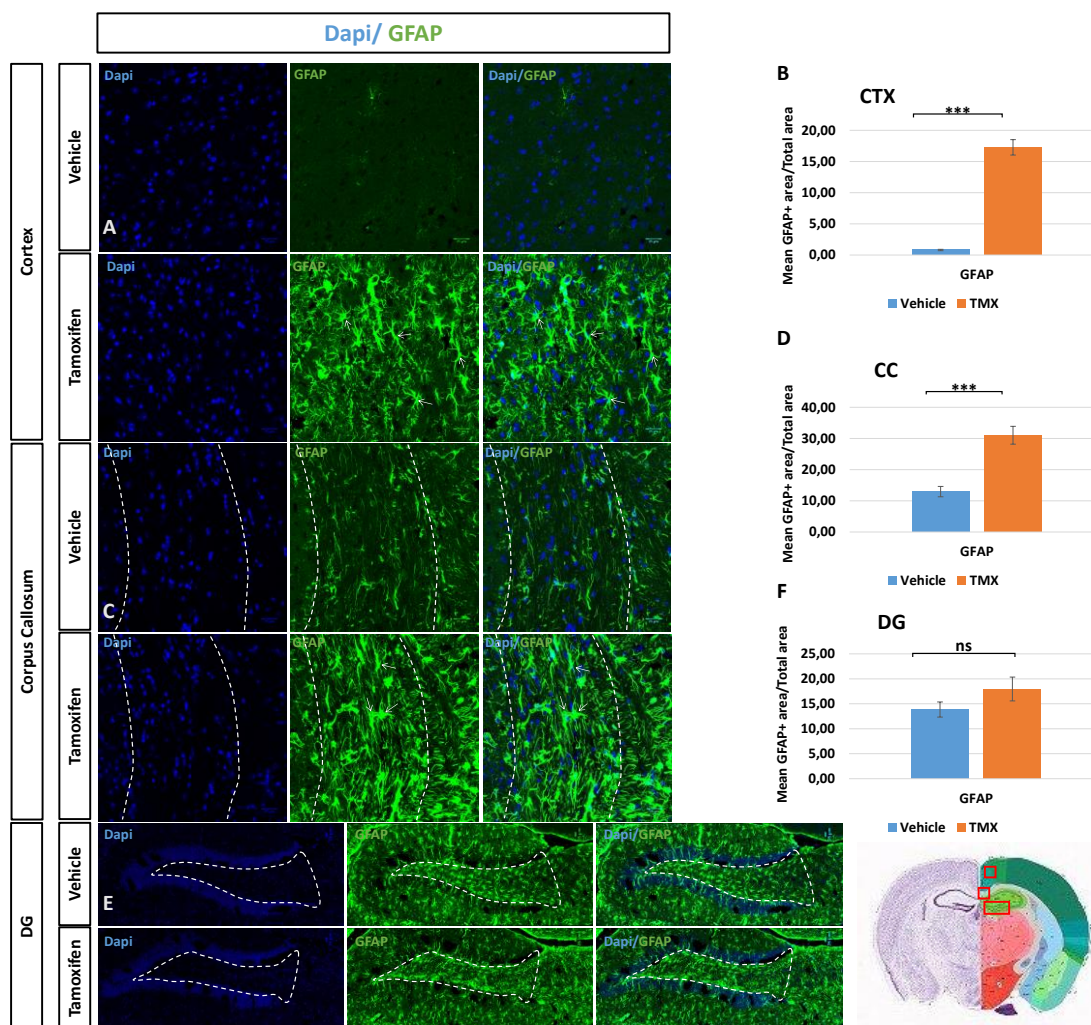 Dapi/ GFAP
Cortex
Vehicle
Dapi
GFAP
Dapi/GFAP
A
Tamoxifen
Dapi
GFAP
Dapi/GFAP
Corpus Callosum
Vehicle
Dapi
GFAP
Dapi/GFAP
C
Tamoxifen
Dapi
GFAP
Dapi/GFAP
DG
Vehicle
Dapi
GFAP
Dapi/GFAP
E
Tamoxifen
Dapi
GFAP
Dapi/GFAP
B
CTX
***
Mean GFAP+ area/Total area
20,00
15,00
10,00
5,00
0,00
GFAP
Vehicle TMX
D
CC
***
Mean GFAP+ area/Total area
40,00
30,00
20,00
10,00
0,00
GFAP
Vehicle TMX
F
DG
ns
Mean GFAP+ area/Total area
25,00
20,00
15,00
10,00
5,00
0,00
GFAP
Vehicle TMX